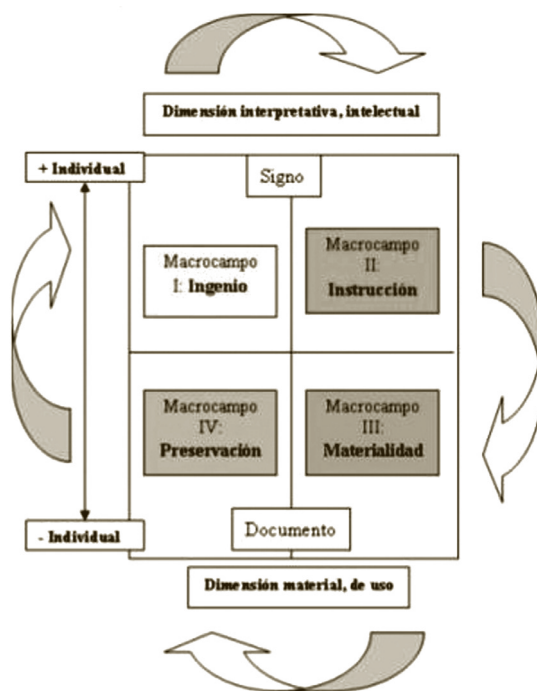 Dimensión interpretativa, intelectual
+ Individual
Signo
Macrocampo
I: Ingenio
Macrocampo
II:
Instrucción
Macrocampo
IV:
Preservación
Macrocampo
III:
Materialidad
- Individual
Documento
Dimensión material, de uso